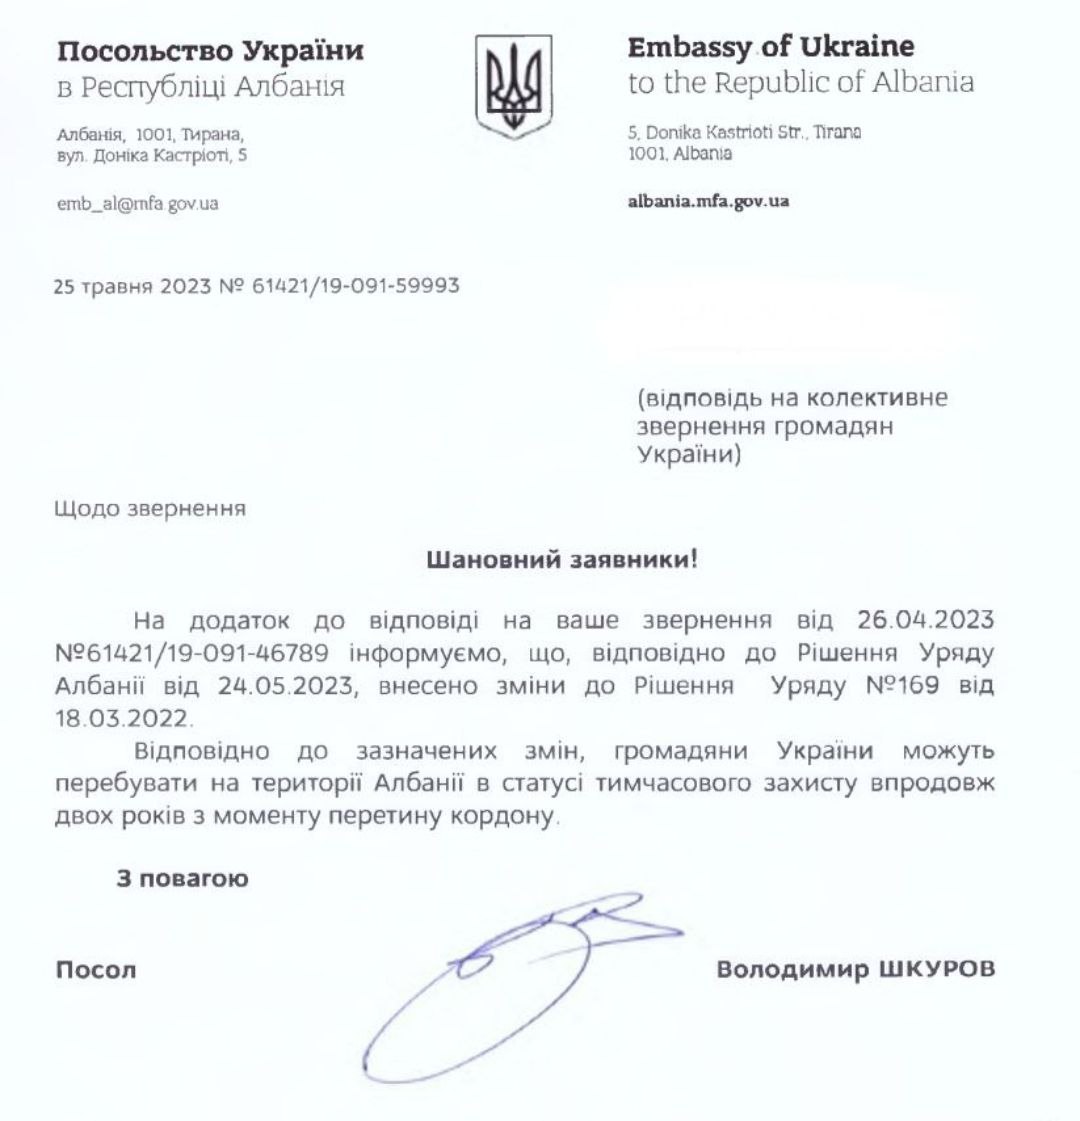 Посольство України
в Республіці Албанія
Албанія, 1001, Тирана,
вул. Доніка Кастріоті, 5
emb_al@mfa.gov.ua
Embassy of Ukraine
to the Republic of Albania
5, Donika Kastrioti Str., Tirana
1001, Albania
albania.mfa.gov.ua
25 травня 2023 № 61421/19-091-59993
(відповідь на колективне
звернення громадян
України)
Щодо звернення
Шановний заявники!
На додаток до відповіді на ваше звернення від 26.04.2023
№61421/19-091-46789 інформуємо, що, відповідно до Рішення Уряду
Албанії від 24.05.2023, внесено зміни до Рішення Уряду №169 від
18.03.2022.
Відповідно до зазначених змін, громадяни України можуть
перебувати на території Албанії в статусі тимчасового захисту впродовж
двох років з моменту перетину кордону.
З повагою
Посол
Володимир ШКУРОВ